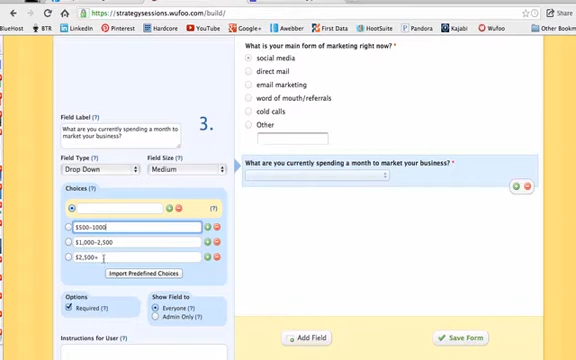 https://strategysessions.wufoo.com/build/
Share
BlueHost
BTR
LinkedIn
Pinterest
Hardcore
YouTube
Google+
Awebber
First Data
HootSuite
Pandora
Facebook
Other
What is your main form of marketing right now? *
social media
direct mail
email marketing
word of mouth/referrals
cold calls
Other
Field Label (?)
What are you currently spending a month to
market your business?
3.
Field Type (?)
Field Size (?)
Drop Down
Medium
What are you currently spending a month to market your business? *
Choices (?)
(?)
$500-1000
$1,000-2,500
$2,500+
Import Predefined Choices
Options
Show Field to
Required (?)
Everyone (?)
Admin Only (?)
Add Field
Save Form
Instructions for User (?)